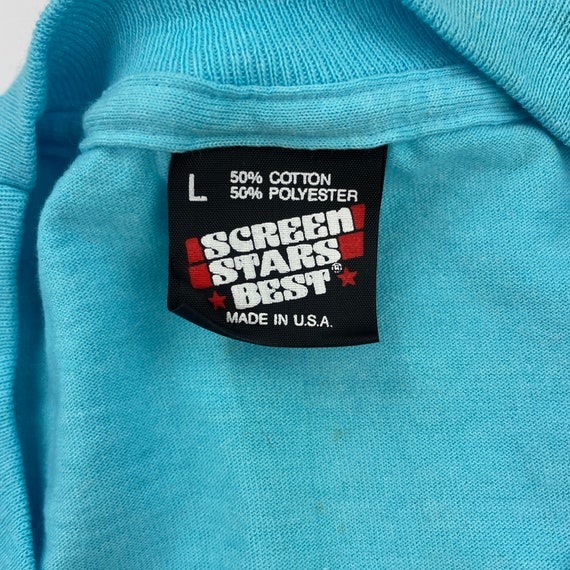 L
50% COTTON
50% POLYESTER
SCREEN
STARS
BEST®
MADE IN U.S.A.